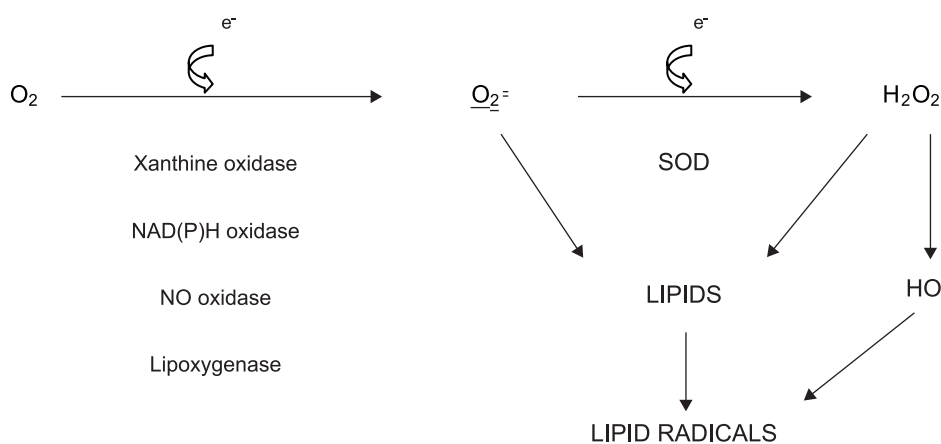 e⁻ e⁻
O₂ O₂⁼ H₂O₂
Xanthine oxidase SOD
NAD(P)H oxidase
NO oxidase LIPIDS HO
Lipoxygenase
LIPID RADICALS